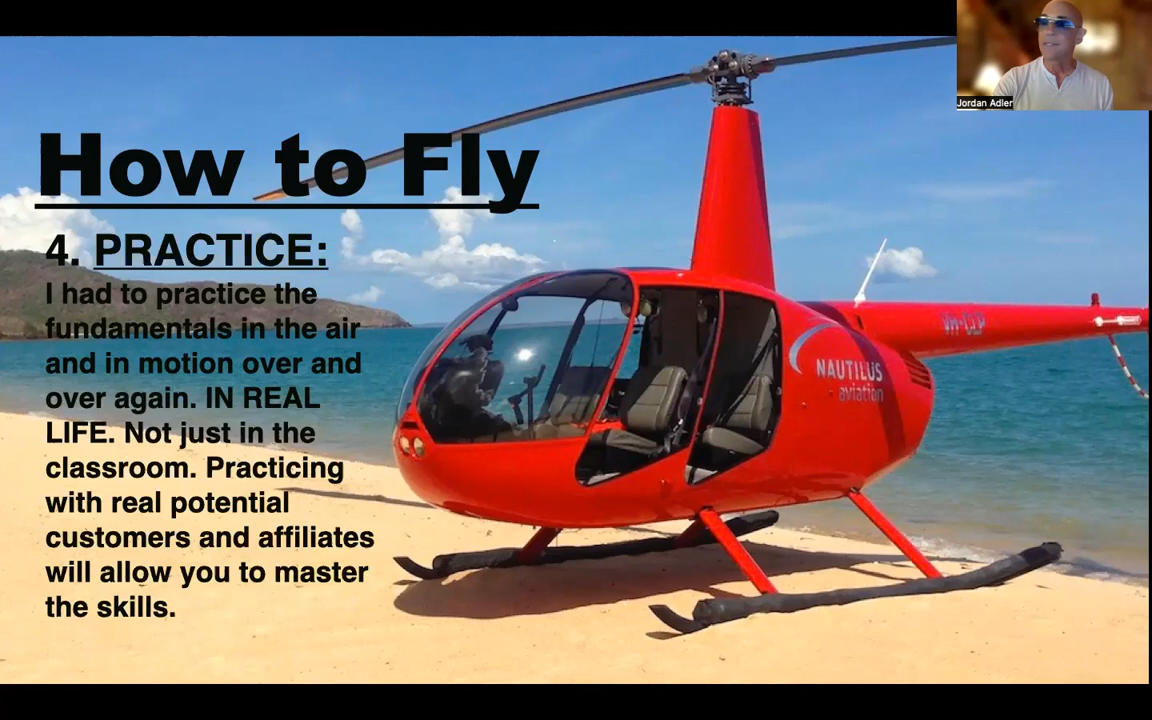 Jordan Adler
How to Fly
4. PRACTICE:
I had to practice the
fundamentals in the air
and in motion over and
over again. IN REAL
LIFE. Not just in the
classroom. Practicing
with real potential
customers and affiliates
will allow you to master
the skills.
NAUTILUS
aviation